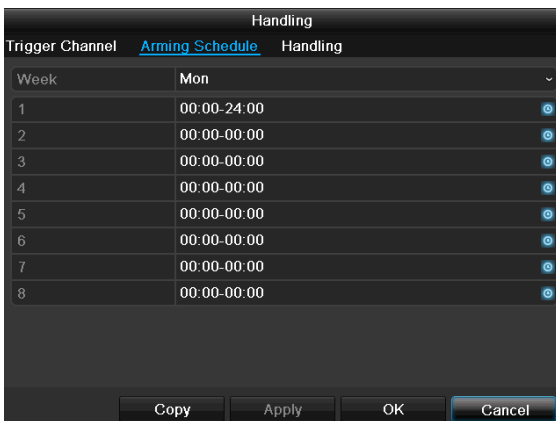 Handling
Trigger Channel Arming Schedule Handling
Week Mon
1 00:00-24:00
2 00:00-00:00
3 00:00-00:00
4 00:00-00:00
5 00:00-00:00
6 00:00-00:00
7 00:00-00:00
8 00:00-00:00
Copy Apply OK Cancel